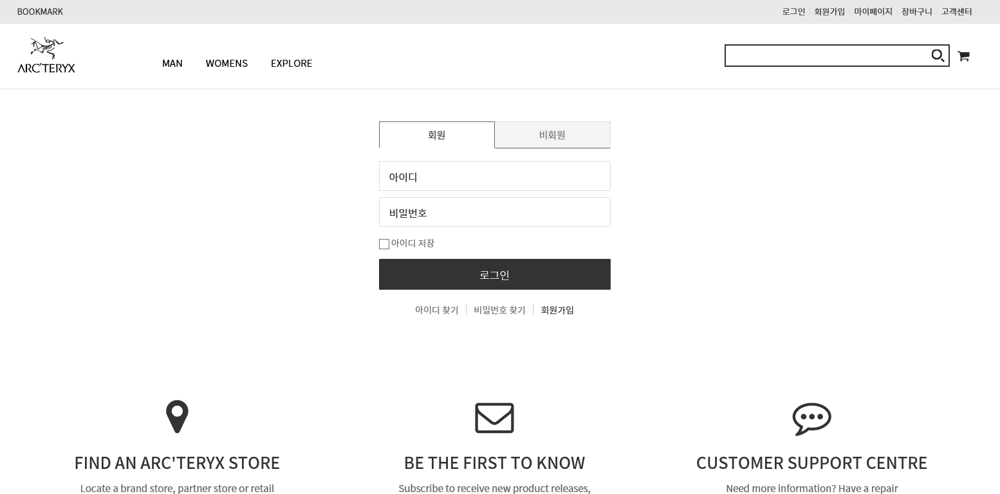 BOOKMARK
로그인 회원가입 마이페이지 장바구니 고객센터
ARC'TERYX
MAN WOMENS EXPLORE
회원 비회원
아이디
비밀번호
아이디 저장
로그인
아이디 찾기 비밀번호 찾기 회원가입
FIND AN ARC'TERYX STORE
Locate a brand store, partner store or retail
BE THE FIRST TO KNOW
Subscribe to receive new product releases,
CUSTOMER SUPPORT CENTRE
Need more information? Have a repair